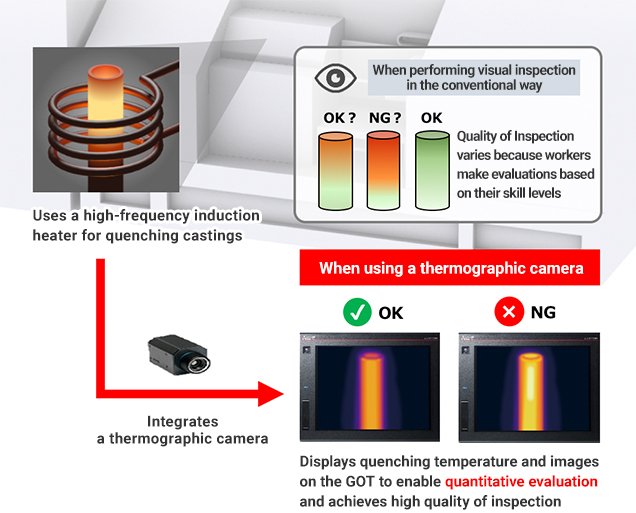 When performing visual inspection
in the conventional way
OK ?
NG ?
OK
Quality of Inspection
varies because workers
make evaluations based
on their skill levels
Uses a high-frequency induction
heater for quenching castings
When using a thermographic camera
OK
NG
Integrates
a thermographic camera
Displays quenching temperature and images
on the GOT to enable quantitative evaluation
and achieves high quality of inspection